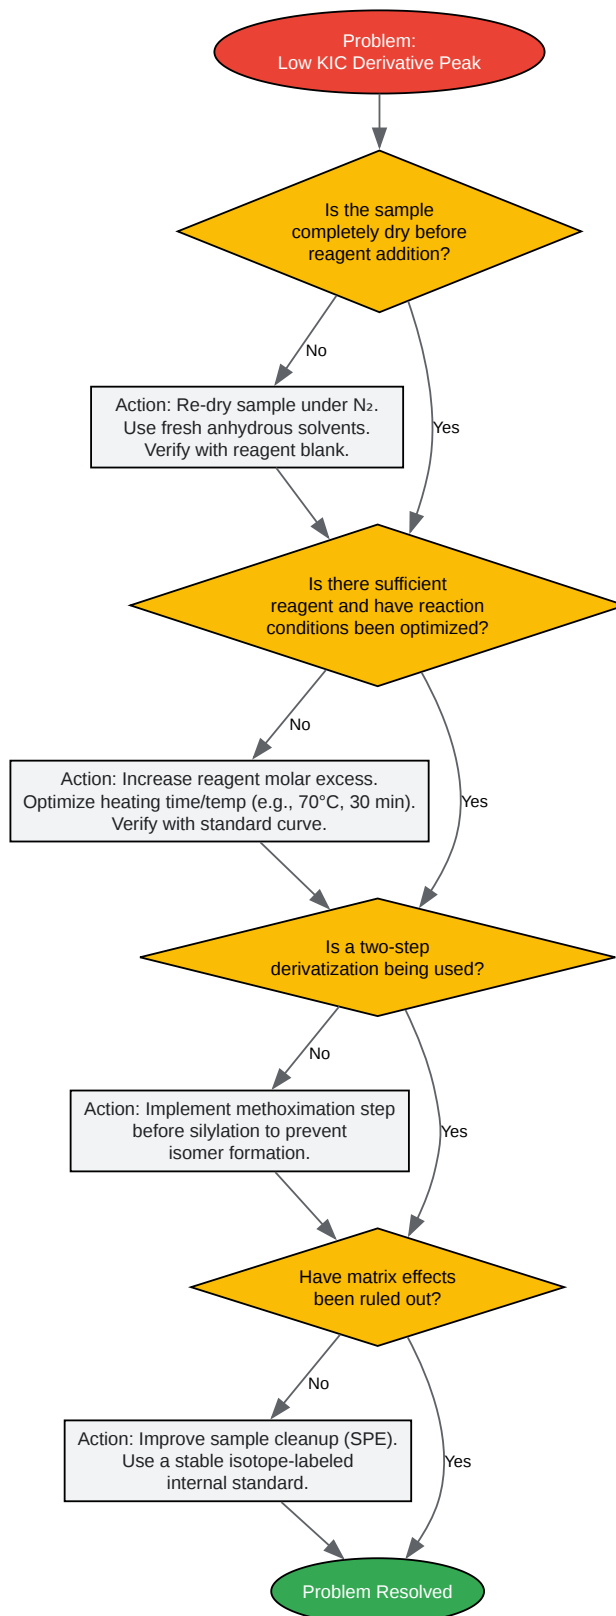 Problem:
Low KIC Derivative Peak
Is the sample
completely dry before
reagent addition?
No
Yes
Action: Re-dry sample under N₂.
Use fresh anhydrous solvents.
Verify with reagent blank.
Is there sufficient
reagent and have reaction
conditions been optimized?
No
Yes
Action: Increase reagent molar excess.
Optimize heating time/temp (e.g., 70°C, 30 min).
Verify with standard curve.
Is a two-step
derivatization being used?
No
Yes
Action: Implement methoximation step
before silylation to prevent
isomer formation.
Have matrix effects
been ruled out?
No
Yes
Action: Improve sample cleanup (SPE).
Use a stable isotope-labeled
internal standard.
Problem Resolved